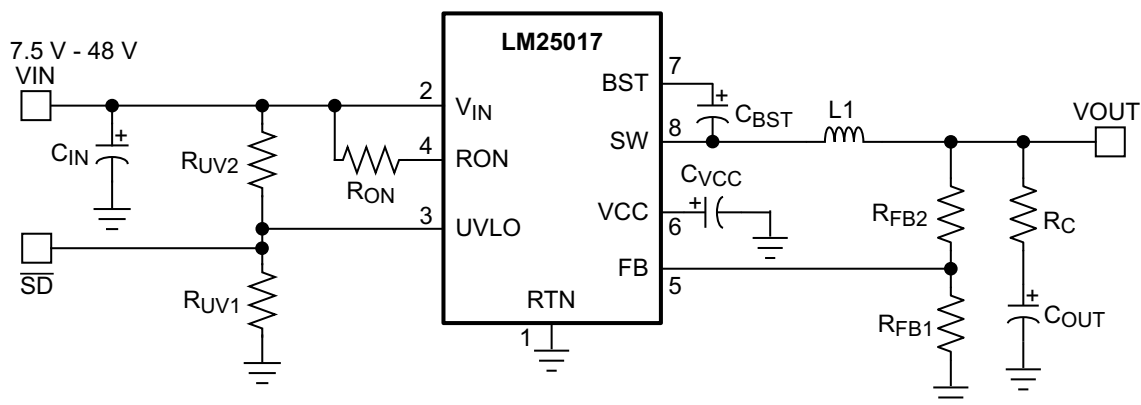 7.5 V - 48 V
VIN
LM25017
7
BST
+
CBST
L1
VOUT
2
VIN
+
CIN
SW
8
RUV2
4
RON
RON
CVCC
+
VCC
6
RFB2
RC
3
UVLO
FB
5
SD
RUV1
RTN
1
RFB1
+
COUT